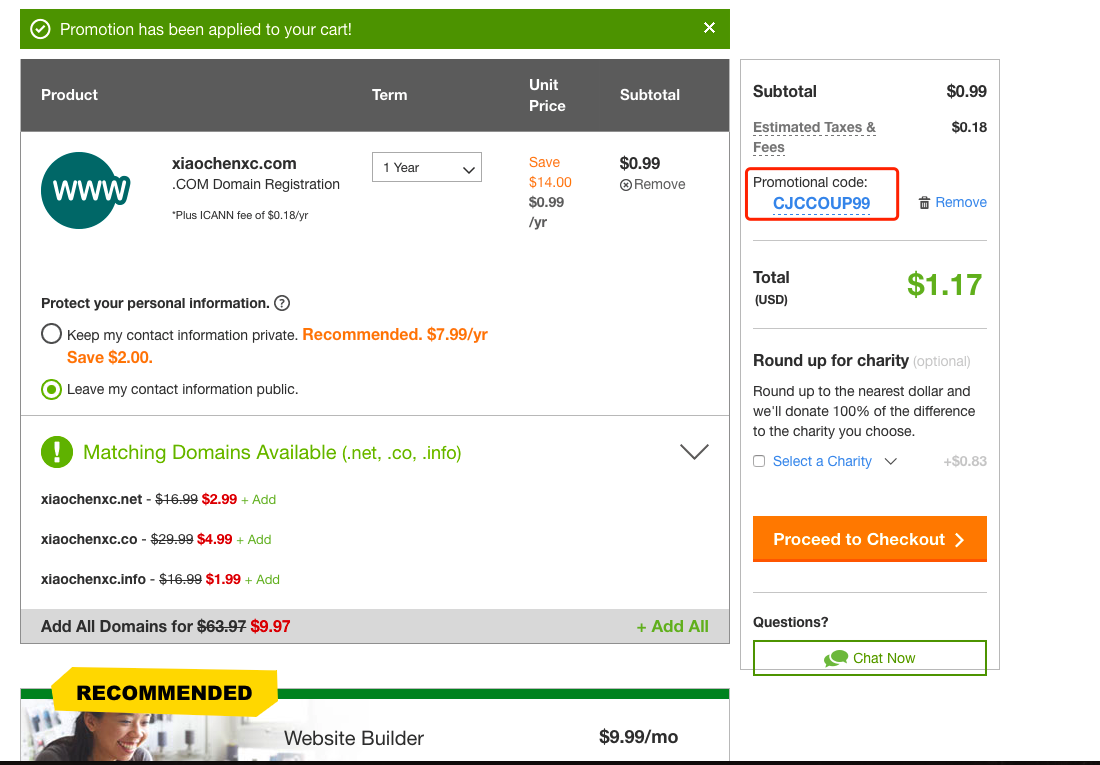 Promotion has been applied to your cart!
Product
Term
Unit
Price
Subtotal
www
xiaochenxc.com
.COM Domain Registration
*Plus ICANN fee of $0.18/yr
1 Year
Save
$14.00
$0.99
/yr
$0.99
Remove
Protect your personal information. ?
Keep my contact information private. Recommended. $7.99/yr
Save $2.00.
Leave my contact information public.
! Matching Domains Available (.net, .co, .info)
xiaochenxc.net - $16.99 $2.99 + Add
xiaochenxc.co - $29.99 $4.99 + Add
xiaochenxc.info - $16.99 $1.99 + Add
Add All Domains for $63.97 $9.97 + Add All
RECOMMENDED
Website Builder $9.99/mo
Subtotal $0.99
Estimated Taxes & $0.18
Fees
Promotional code:
CJCCOUP99 Remove
Total $1.17
(USD)
Round up for charity (optional)
Round up to the nearest dollar and
we'll donate 100% of the difference
to the charity you choose.
Select a Charity +$0.83
Proceed to Checkout
Questions?
Chat Now